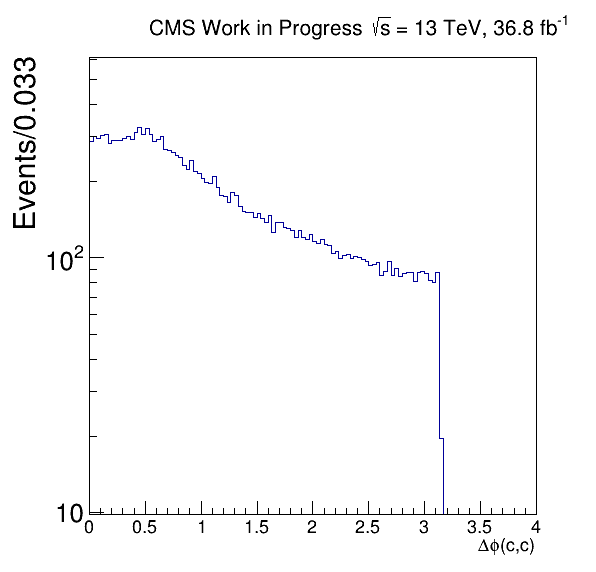 CMS Work in Progress √s = 13 TeV, 36.8 fb⁻¹
Events/0.033
10²
10
0 0.5 1 1.5 2 2.5 3 3.5 4
Δϕ(c,c)